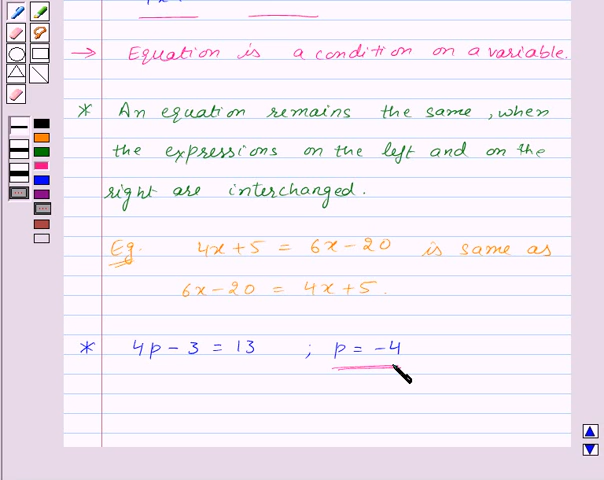 → Equation is a condition on a variable.
* An equation remains the same, when
the expressions on the left and on the
right are interchanged.
Eg. 4x + 5 = 6x - 20 is same as
6x - 20 = 4x + 5.
* 4p - 3 = 13 ; p = -4